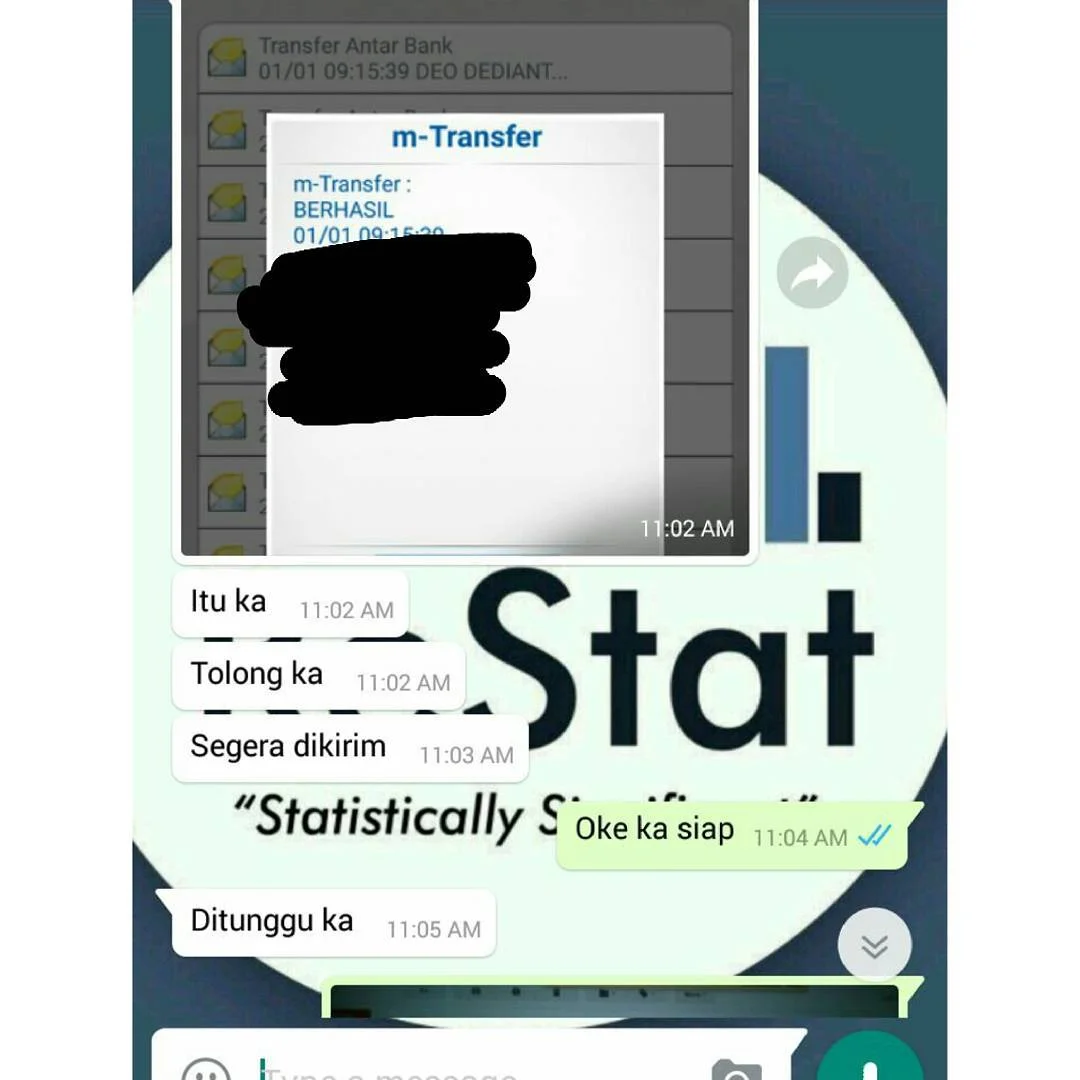 Transfer Antar Bank
01/01 09:15:39 DEO DEDIANT...
m-Transfer
m-Transfer :
BERHASIL
01/01 09:15:39
11:02 AM
Itu ka 11:02 AM
Tolong ka 11:02 AM
Stat
Segera dikirim 11:03 AM
"Statistically
Oke ka siap 11:04 AM
Ditunggu ka 11:05 AM
Type a message